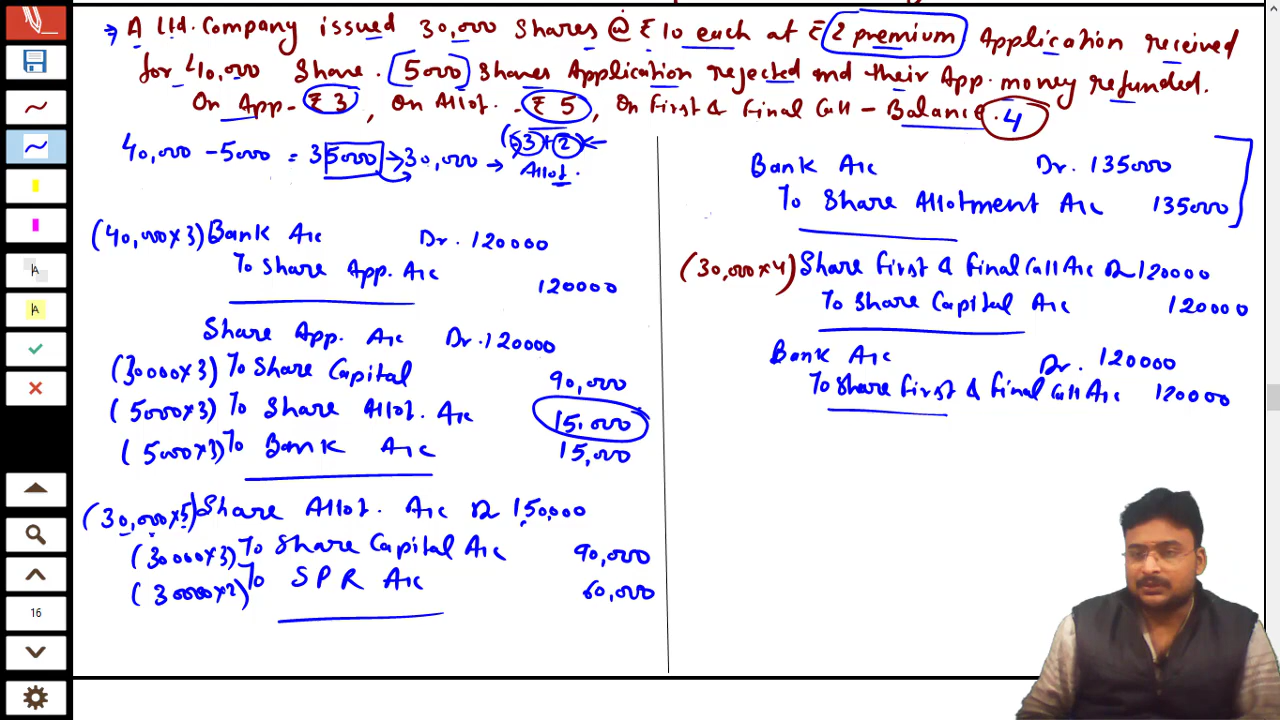 ⇒ A Ltd. Company issued 30,000 Shares @ ₹ 10 each at ₹ 2 premium Application received
for 40,000 Share. 5000 Shares Application rejected and their App. money refunded.
On App - ₹ 3, On Allot. - ₹ 5, On First & Final Call - Balance. 4
40,000 - 5000 = 35000 → 30,000 → (3 + 2) ←
Allot.
(40,000×3) Bank A/c Dr. 120000
To Share App. A/c 120000
Share App. A/c Dr. 120000
(30000×3) To Share Capital 90,000
(5000×3) To Share Allot. A/c 15,000
(5000×3) To Bank A/c 15,000
(30,000×5) Share Allot. A/c Dr 150,000
(30000×3) To Share Capital A/c 90,000
(30000×2) To SPR A/c 60,000
Bank A/c Dr. 135000
To Share Allotment A/c 135000
(30,000×4) Share First & Final Call A/c Dr 120000
To Share Capital A/c 120000
Bank A/c Dr. 120000
To Share First & Final Call A/c 120000
A
A
16